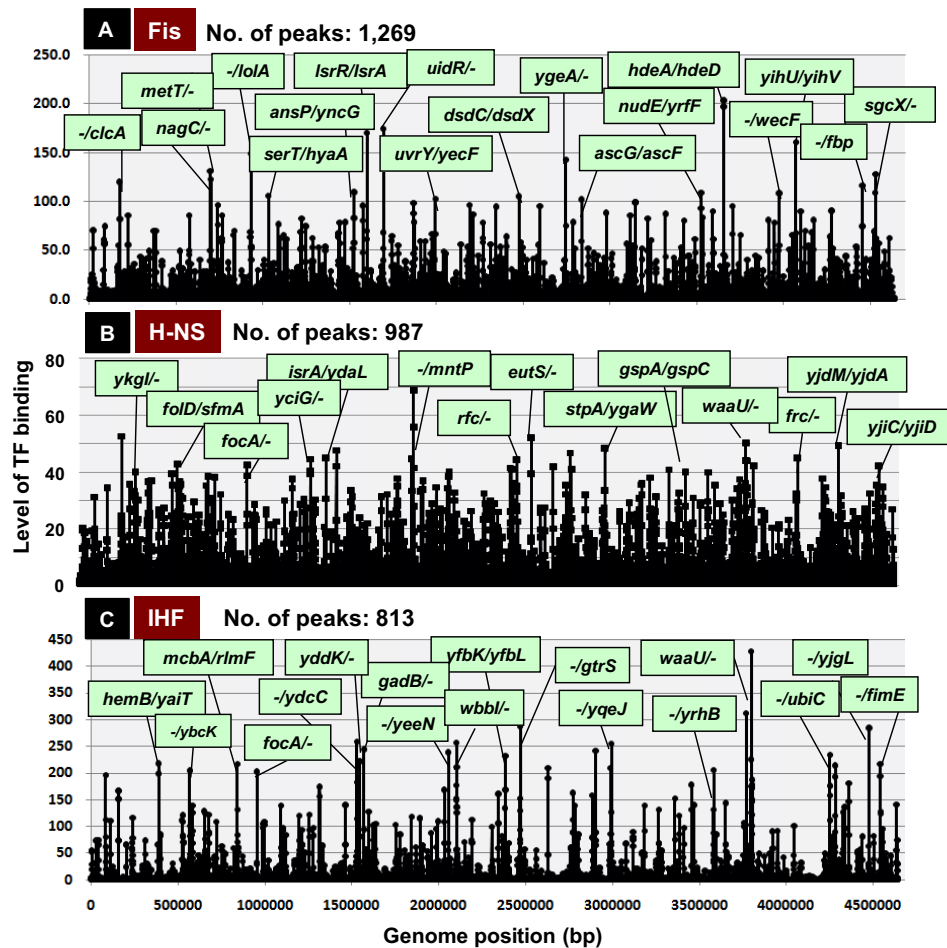 A Fis No. of peaks: 1,269
250.0
200.0
150.0
100.0
50.0
0.0
-/lolA
lsrR/lsrA
uidR/-
hdeA/hdeD
yihU/yihV
metT/-
ansP/yncG
ygeA/-
nudE/yrfF
sgcX/-
-/clcA
nagC/-
serT/hyaA
uvrY/yecF
dsdC/dsdX
ascG/ascF
-/wecF
-/fbp
B H-NS No. of peaks: 987
Level of TF binding
80
60
40
20
0
ykgI/-
isrA/ydaL
-/mntP
eutS/-
gspA/gspC
yjdM/yjdA
folD/sfmA
yciG/-
rfc/-
stpA/ygaW
waaU/-
frc/-
focA/-
yjiC/yjiD
C IHF No. of peaks: 813
450
400
350
300
250
200
150
100
50
0
mcbA/rlmF
yddK/-
yfbK/yfbL
-/gtrS
waaU/-
-/yjgL
hemB/yaiT
-/ydcC
gadB/-
wbbI/-
-/yqeJ
-/yrhB
-/ubiC
-/fimE
-/ybcK
focA/-
-/yeeN
0 500000 1000000 1500000 2000000 2500000 3000000 3500000 4000000 4500000
Genome position (bp)